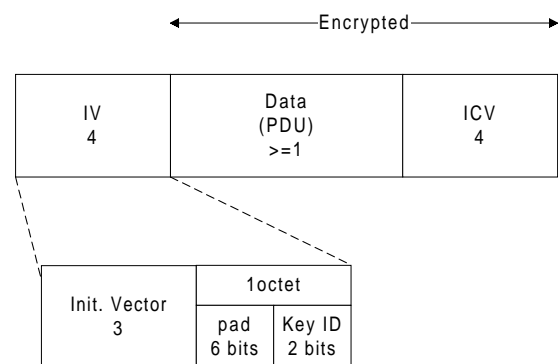 Encrypted
IV
4
Data
(PDU)
>=1
ICV
4
Init. Vector
3
1octet
pad
6 bits
Key ID
2 bits